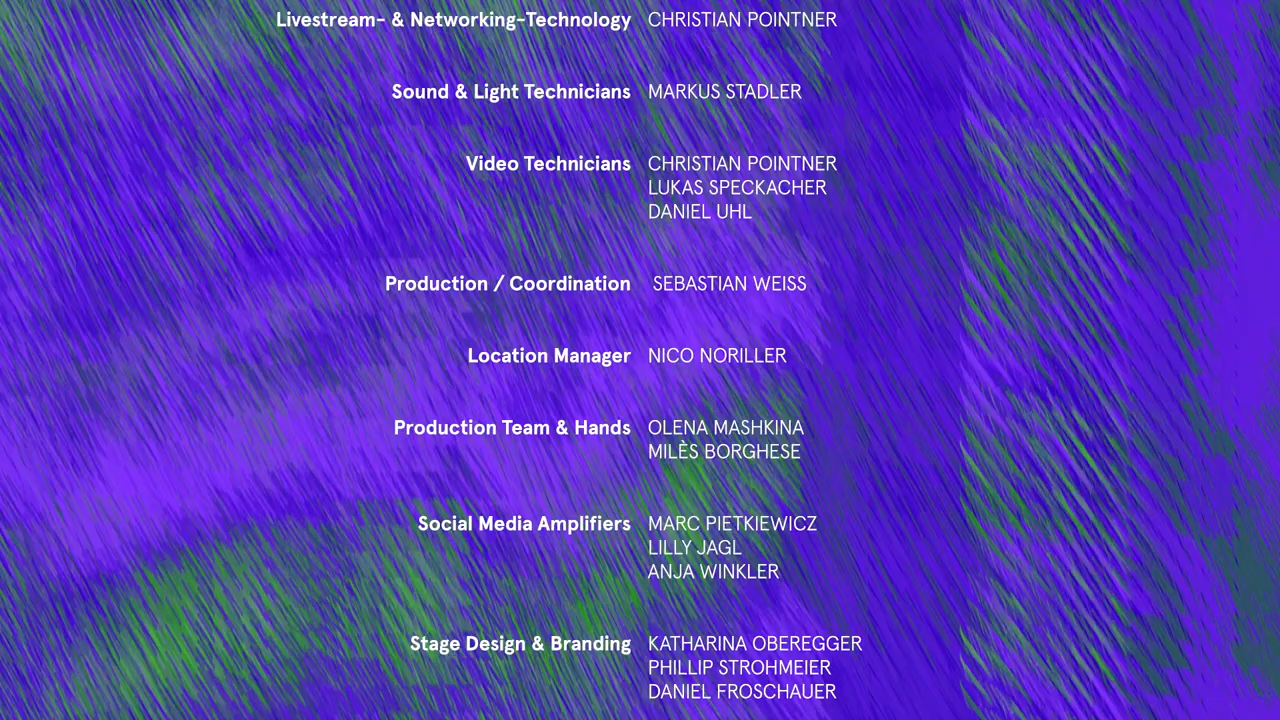 Livestream- & Networking-Technology CHRISTIAN POINTNER
Sound & Light Technicians MARKUS STADLER
Video Technicians CHRISTIAN POINTNER
LUKAS SPECKACHER
DANIEL UHL
Production / Coordination SEBASTIAN WEISS
Location Manager NICO NORILLER
Production Team & Hands OLENA MASHKINA
MILÈS BORGHESE
Social Media Amplifiers MARC PIETKIEWICZ
LILLY JAGL
ANJA WINKLER
Stage Design & Branding KATHARINA OBEREGGER
PHILLIP STROHMEIER
DANIEL FROSCHAUER